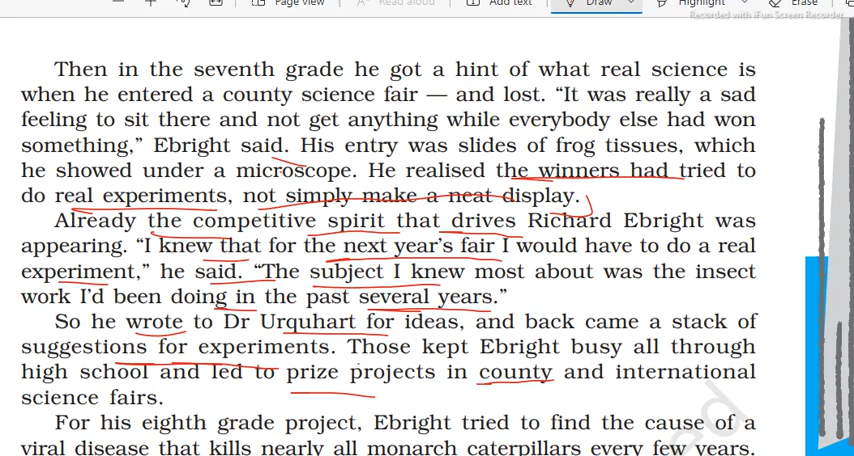 Page view
Read aloud
Add text
Draw
Highlight
Erase
Recorded with iFun Screen Recorder
Then in the seventh grade he got a hint of what real science is
when he entered a county science fair — and lost. “It was really a sad
feeling to sit there and not get anything while everybody else had won
something,” Ebright said. His entry was slides of frog tissues, which
he showed under a microscope. He realised the winners had tried to
do real experiments, not simply make a neat display.
Already the competitive spirit that drives Richard Ebright was
appearing. “I knew that for the next year’s fair I would have to do a real
experiment,” he said. “The subject I knew most about was the insect
work I’d been doing in the past several years.”
So he wrote to Dr Urquhart for ideas, and back came a stack of
suggestions for experiments. Those kept Ebright busy all through
high school and led to prize projects in county and international
science fairs.
For his eighth grade project, Ebright tried to find the cause of a
viral disease that kills nearly all monarch caterpillars every few years.